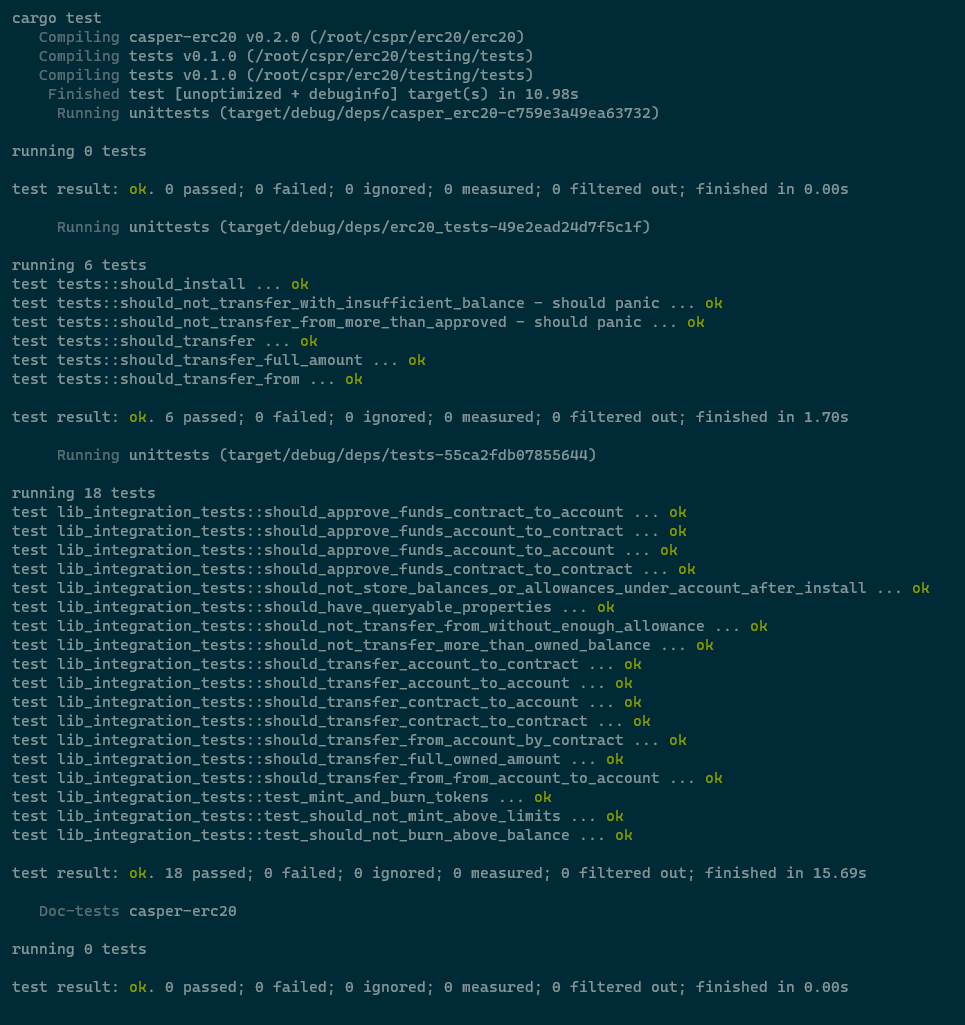 cargo test
Compiling casper-erc20 v0.2.0 (/root/cspr/erc20/erc20)
Compiling tests v0.1.0 (/root/cspr/erc20/testing/tests)
Compiling tests v0.1.0 (/root/cspr/erc20/testing/tests)
Finished test [unoptimized + debuginfo] target(s) in 10.98s
Running unittests (target/debug/deps/casper_erc20-c759e3a49ea63732)
running 0 tests
test result: ok. 0 passed; 0 failed; 0 ignored; 0 measured; 0 filtered out; finished in 0.00s
Running unittests (target/debug/deps/erc20_tests-49e2ead24d7f5c1f)
running 6 tests
test tests::should_install ... ok
test tests::should_not_transfer_with_insufficient_balance - should panic ... ok
test tests::should_not_transfer_from_more_than_approved - should panic ... ok
test tests::should_transfer ... ok
test tests::should_transfer_full_amount ... ok
test tests::should_transfer_from ... ok
test result: ok. 6 passed; 0 failed; 0 ignored; 0 measured; 0 filtered out; finished in 1.70s
Running unittests (target/debug/deps/tests-55ca2fdb07855644)
running 18 tests
test lib_integration_tests::should_approve_funds_contract_to_account ... ok
test lib_integration_tests::should_approve_funds_account_to_contract ... ok
test lib_integration_tests::should_approve_funds_account_to_account ... ok
test lib_integration_tests::should_approve_funds_contract_to_contract ... ok
test lib_integration_tests::should_not_store_balances_or_allowances_under_account_after_install ... ok
test lib_integration_tests::should_have_queryable_properties ... ok
test lib_integration_tests::should_not_transfer_from_without_enough_allowance ... ok
test lib_integration_tests::should_not_transfer_more_than_owned_balance ... ok
test lib_integration_tests::should_transfer_account_to_contract ... ok
test lib_integration_tests::should_transfer_account_to_account ... ok
test lib_integration_tests::should_transfer_contract_to_account ... ok
test lib_integration_tests::should_transfer_contract_to_contract ... ok
test lib_integration_tests::should_transfer_from_account_by_contract ... ok
test lib_integration_tests::should_transfer_full_owned_amount ... ok
test lib_integration_tests::should_transfer_from_from_account_to_account ... ok
test lib_integration_tests::test_mint_and_burn_tokens ... ok
test lib_integration_tests::test_should_not_mint_above_limits ... ok
test lib_integration_tests::test_should_not_burn_above_balance ... ok
test result: ok. 18 passed; 0 failed; 0 ignored; 0 measured; 0 filtered out; finished in 15.69s
Doc-tests casper-erc20
running 0 tests
test result: ok. 0 passed; 0 failed; 0 ignored; 0 measured; 0 filtered out; finished in 0.00s